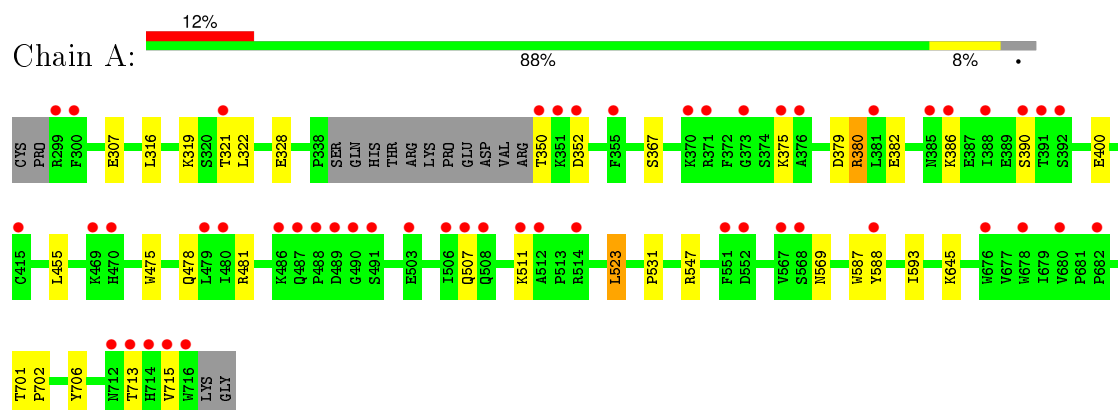 12%
Chain A:
88% 8% •
CYS PRO R299 F300 E307 L316 K319 S320 T321 L322 E328 P338 SER GLN HIS THR ARG LYS PRO GLU ASP VAL ARG T350 K351 D352 F355 S367 K370 R371 F372 G373 S374 K375 A376 D379 R380 L381 E382 N385 K386 E387 I388 E389 S390 T391 S392 E400
C415 L455 K469 H470 W475 Q478 L479 I480 R481 K486 Q487 P488 D489 G490 S491 E503 I506 Q507 Q508 K511 A512 P513 R514 L523 P531 R547 F551 D552 V567 S568 N569 W587 Y588 I593 K645 W676 V677 W678 I679 V680 P681 P682
T701 P702 Y706 N712 T713 H714 V715 W716 LYS GLY